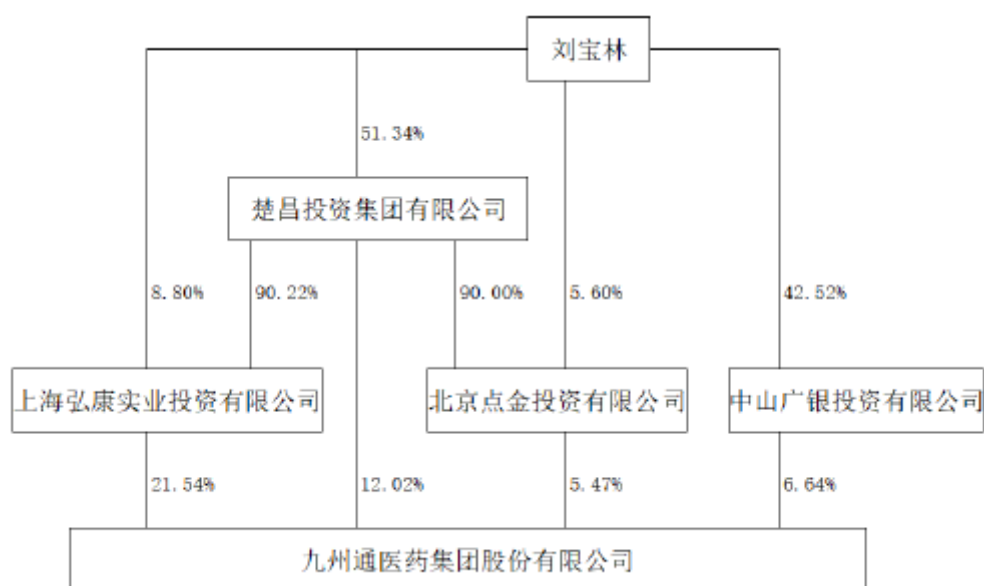 刘宝林
51.34%
楚昌投资集团有限公司
8.80%
90.22%
90.00%
5.60%
42.52%
上海弘康实业投资有限公司
北京点金投资有限公司
中山广银投资有限公司
21.54%
12.02%
5.47%
6.64%
九州通医药集团股份有限公司